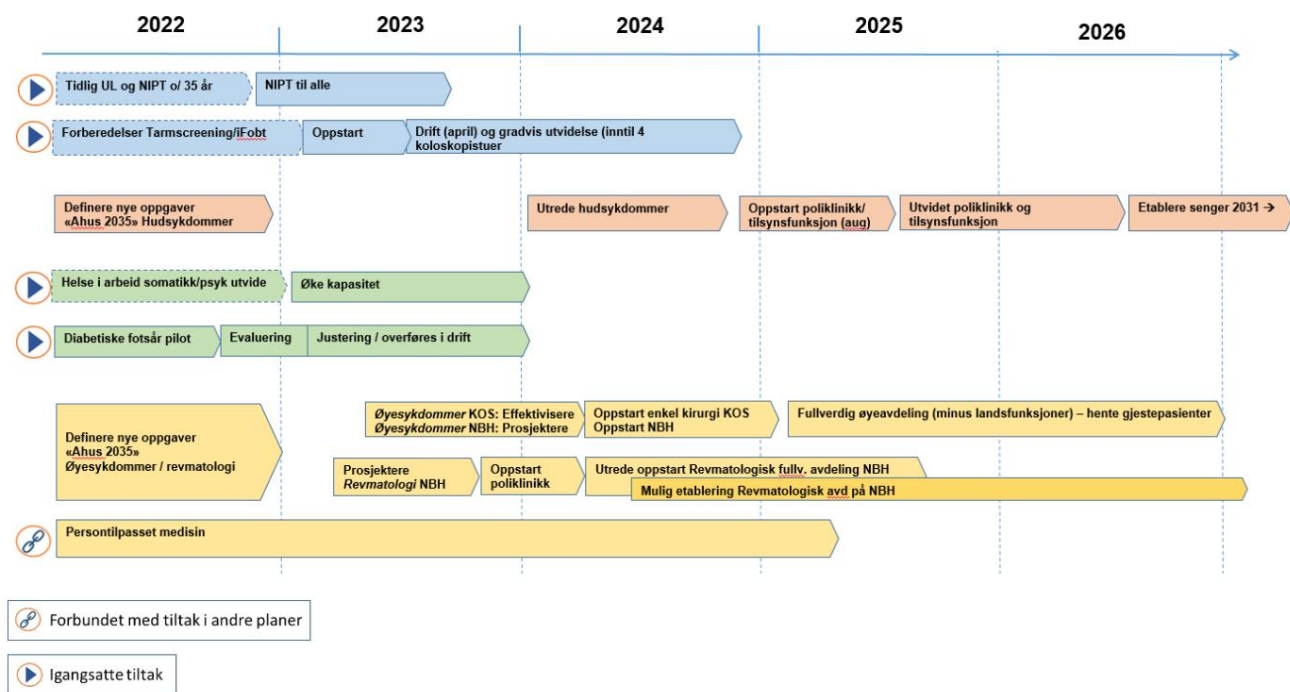 2022
2023
2024
2025
2026
Tidlig UL og NIPT o/ 35 år
NIPT til alle
Forberedelser Tarmscreening/iFobt
Oppstart
Drift (april) og gradvis utvidelse (inntil 4
koloskopistuer
Definere nye oppgaver
«Ahus 2035» Hudsykdommer
Utrede hudsykdommer
Oppstart poliklinikk/
tilsynsfunksjon (aug)
Utvidet poliklinikk og
tilsynsfunksjon
Etablere senger 2031 →
Helse i arbeid somatikk/psyk utvide
Øke kapasitet
Diabetiske fotsår pilot
Evaluering
Justering / overføres i drift
Definere nye oppgaver
«Ahus 2035»
Øyesykdommer / revmatologi
Øyesykdommer KOS: Effektivisere
Øyesykdommer NBH: Prosjektere
Oppstart enkel kirurgi KOS
Oppstart NBH
Fullverdig øyeavdeling (minus landsfunksjoner) – hente gjestepasienter
Prosjektere
Revmatologi NBH
Oppstart
poliklinikk
Utrede oppstart Revmatologisk fullv. avdeling NBH
Mulig etablering Revmatologisk avd på NBH
Persontilpasset medisin
Forbundet med tiltak i andre planer
Igangsatte tiltak